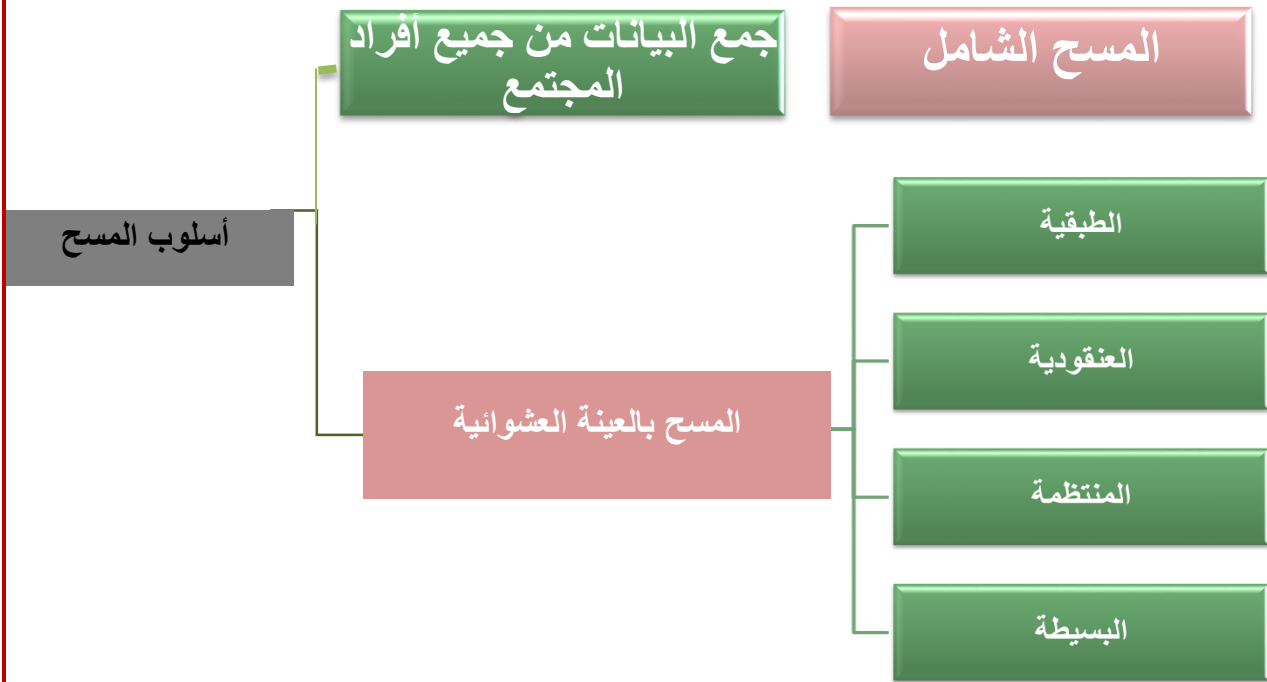 المسح الشامل
جمع البيانات من جميع أفراد
المجتمع
أسلوب المسح
المسح بالعينة العشوائية
الطبقية
العنقودية
المنتظمة
البسيطة